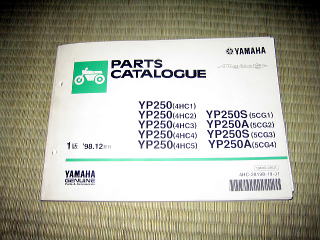 YAMAHA
PARTS
CATALOGUE
YP250(4HC1)
YP250(4HC2) YP250S(5CG1)
YP250(4HC3) YP250A(5CG2)
YP250(4HC4) YP250S(5CG3)
YP250(4HC5) YP250A(5CG4)
1版 '98.12発行
YAMAHA
GENUINE